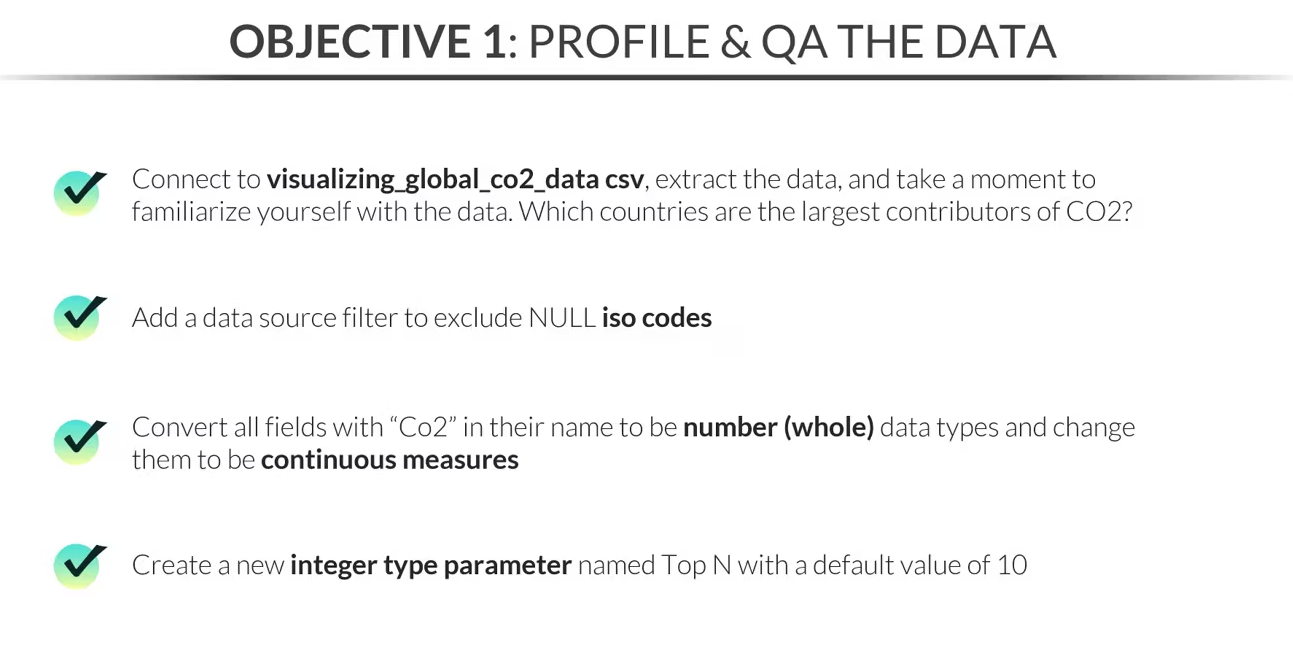 OBJECTIVE 1: PROFILE & QA THE DATA
Connect to visualizing_global_co2_data csv, extract the data, and take a moment to
familiarize yourself with the data. Which countries are the largest contributors of CO2?
Add a data source filter to exclude NULL iso codes
Convert all fields with “Co2” in their name to be number (whole) data types and change
them to be continuous measures
Create a new integer type parameter named Top N with a default value of 10